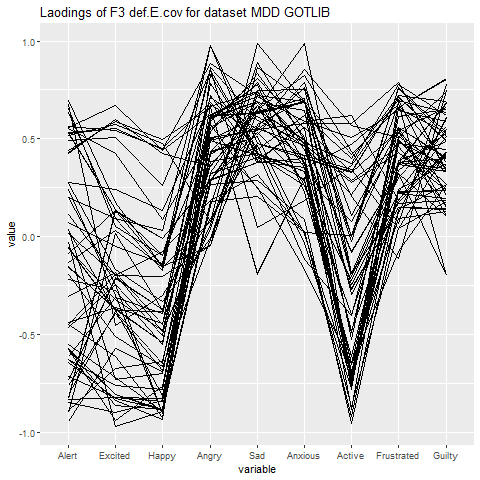 Laodings of F3 def.E.cov for dataset MDD GOTLIB
1.0
0.5
0.0
-0.5
-1.0
value
Alert Excited Happy Angry Sad Anxious Active Frustrated Guilty
variable